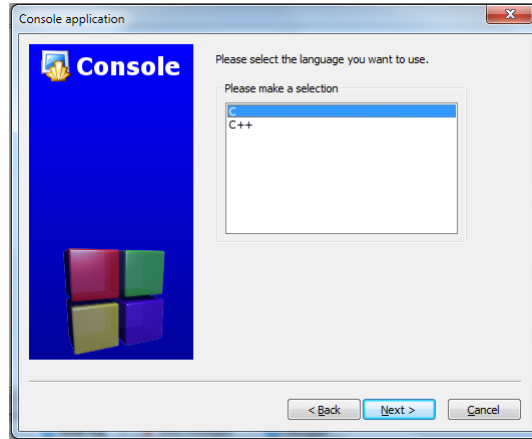 Console application
Console
Please select the language you want to use.
Please make a selection
C
C++
< Back
Next >
Cancel